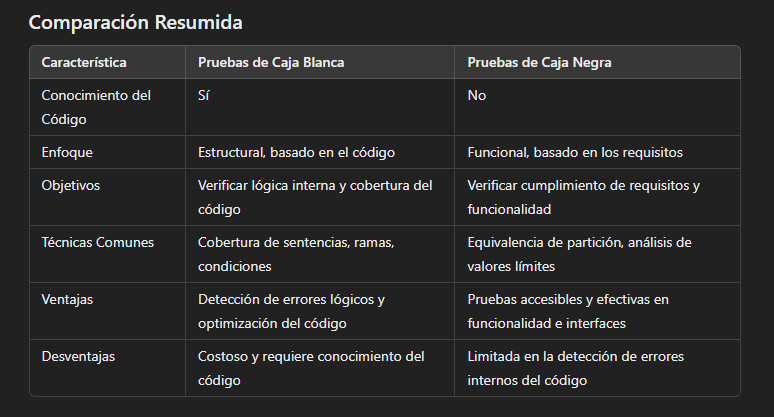 Comparación Resumida
Característica Pruebas de Caja Blanca Pruebas de Caja Negra
Conocimiento del Código Sí No
Enfoque Estructural, basado en el código Funcional, basado en los requisitos
Objetivos Verificar lógica interna y cobertura del código Verificar cumplimiento de requisitos y funcionalidad
Técnicas Comunes Cobertura de sentencias, ramas, condiciones Equivalencia de partición, análisis de valores límites
Ventajas Detección de errores lógicos y optimización del código Pruebas accesibles y efectivas en funcionalidad e interfaces
Desventajas Costoso y requiere conocimiento del código Limitada en la detección de errores internos del código